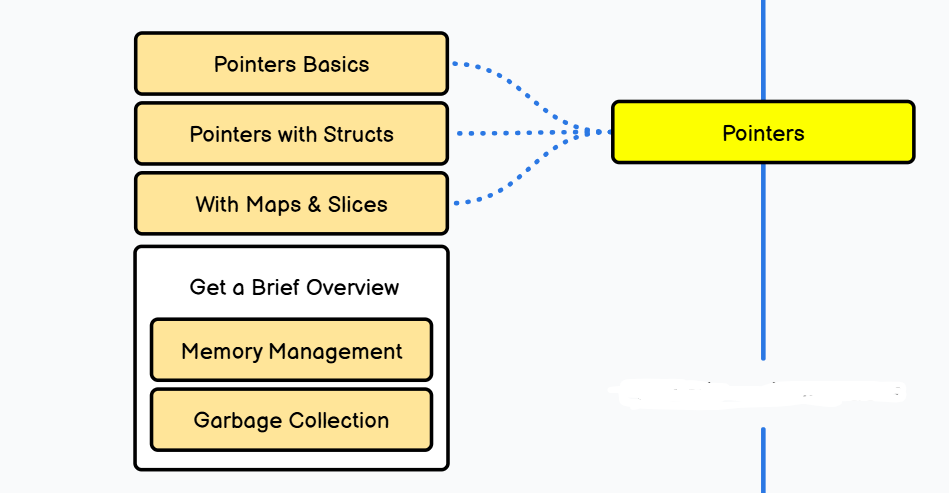 Pointers Basics
Pointers with Structs
With Maps & Slices
Pointers
Get a Brief Overview
Memory Management
Garbage Collection